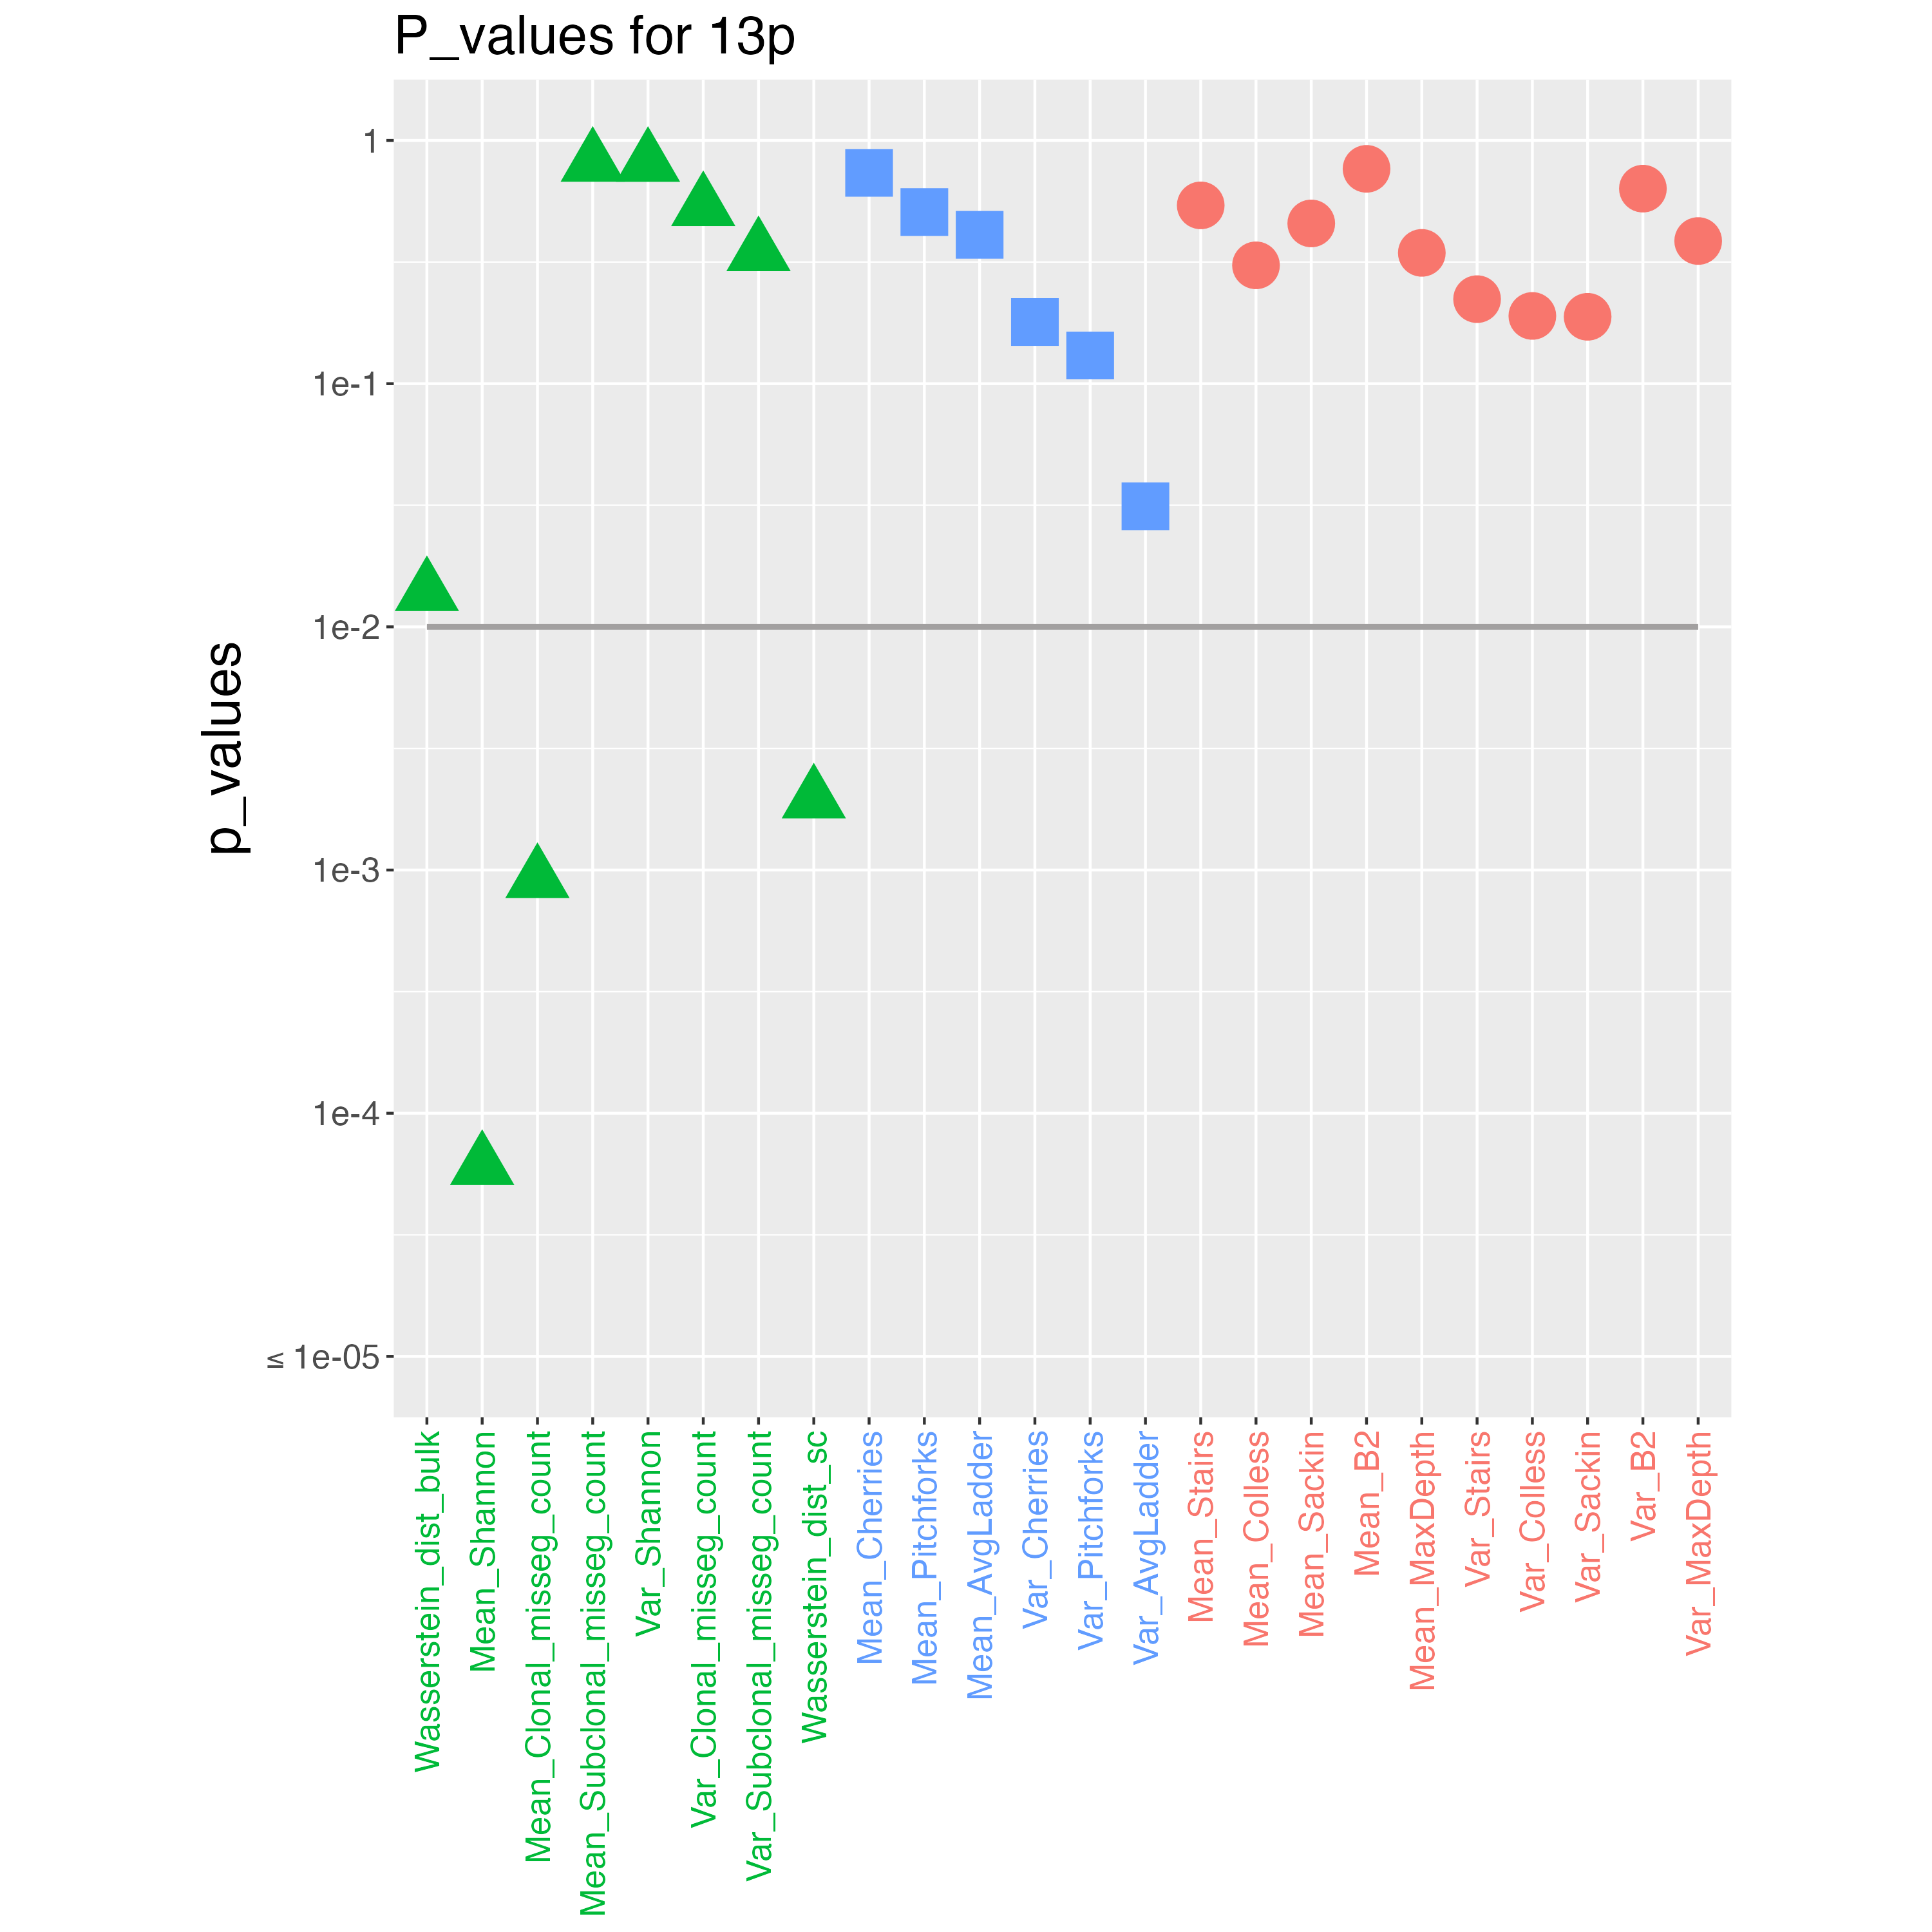 P_values for 13p
p_values
1
1e-1
1e-2
1e-3
1e-4
≤ 1e-05
Wasserstein_dist_bulk
Mean_Shannon
Mean_Clonal_misseg_count
Mean_Subclonal_misseg_count
Var_Shannon
Var_Clonal_misseg_count
Var_Subclonal_misseg_count
Wasserstein_dist_sc
Mean_Cherries
Mean_Pitchforks
Mean_AvgLadder
Var_Cherries
Var_Pitchforks
Var_AvgLadder
Mean_Stairs
Mean_Colless
Mean_Sackin
Mean_B2
Mean_MaxDepth
Var_Stairs
Var_Colless
Var_Sackin
Var_B2
Var_MaxDepth